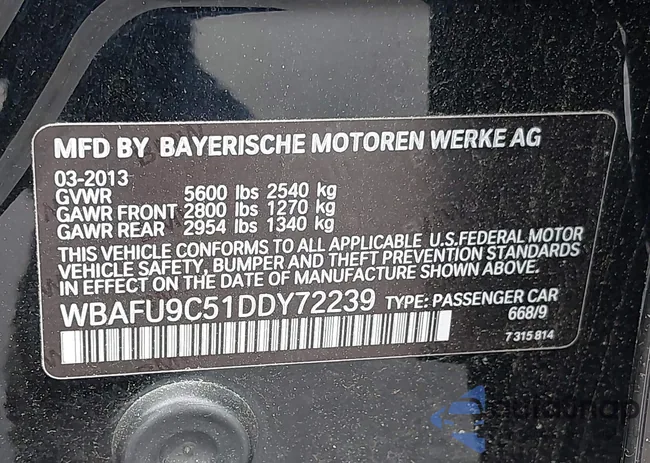 MFD BY BAYERISCHE MOTOREN WERKE AG
03-2013
GVWR 5600 lbs 2540 kg
GAWR FRONT 2800 lbs 1270 kg
GAWR REAR 2954 lbs 1340 kg
THIS VEHICLE CONFORMS TO ALL APPLICABLE U.S.FEDERAL MOTOR
VEHICLE SAFETY, BUMPER AND THEFT PREVENTION STANDARDS
IN EFFECT ON THE DATE OF MANUFACTURE SHOWN ABOVE.
WBAFU9C51DDY72239 TYPE: PASSENGER CAR
668/9
7 315 814